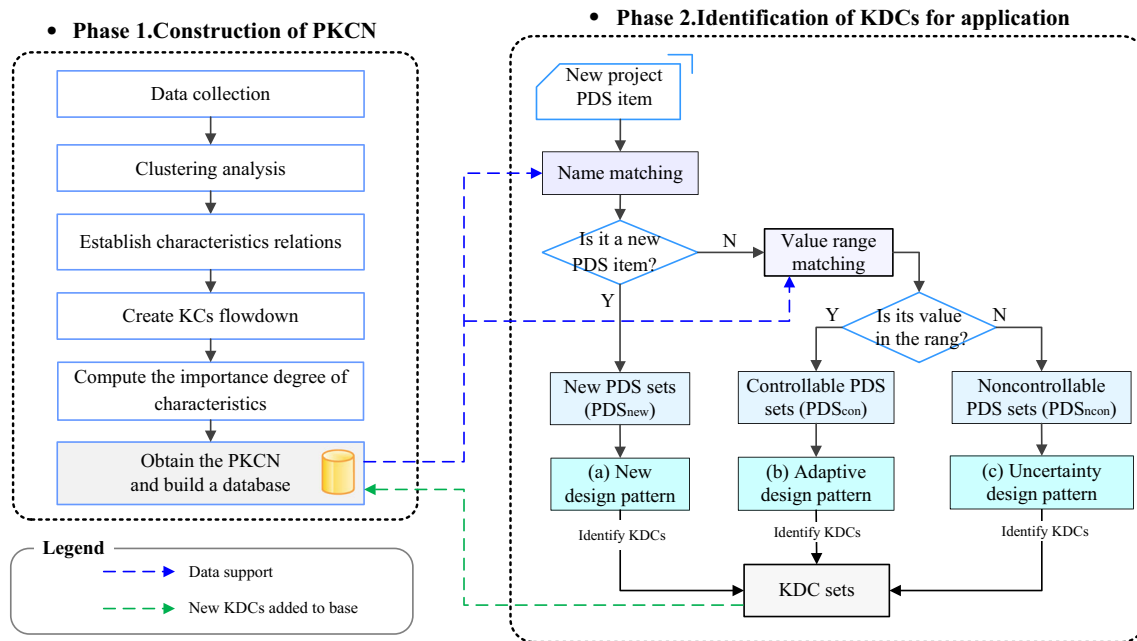 • Phase 1.Construction of PKCN
Data collection
Clustering analysis
Establish characteristics relations
Create KCs flowdown
Compute the importance degree of
characteristics
Obtain the PKCN
and build a database
Legend
Data support
New KDCs added to base
• Phase 2.Identification of KDCs for application
New project
PDS item
Name matching
Is it a new
PDS item?
N
Y
Value range
matching
Is its value
in the rang?
Y
N
New PDS sets
(PDSnew)
Controllable PDS
sets (PDScon)
Noncontrollable
PDS sets (PDSncon)
(a) New
design pattern
(b) Adaptive
design pattern
(c) Uncertainty
design pattern
Identify KDCs
Identify KDCs
Identify KDCs
KDC sets